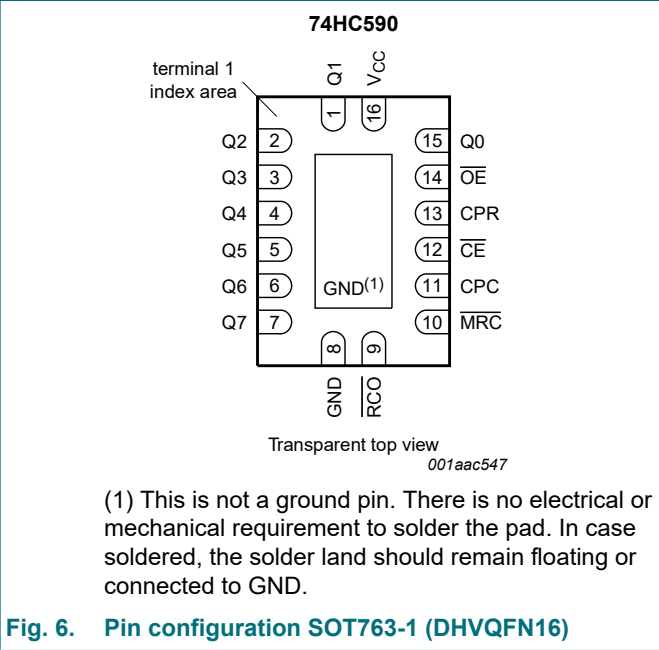 74HC590
terminal 1
index area
Q1
VCC
1
16
Q2 2
15 Q0
Q3 3
14 OE
Q4 4
13 CPR
Q5 5
12 CE
Q6 6
GND(1)
11 CPC
Q7 7
10 MRC
8
9
GND
RCO
Transparent top view
001aac547
(1) This is not a ground pin. There is no electrical or
mechanical requirement to solder the pad. In case
soldered, the solder land should remain floating or
connected to GND.
Fig. 6. Pin configuration SOT763-1 (DHVQFN16)